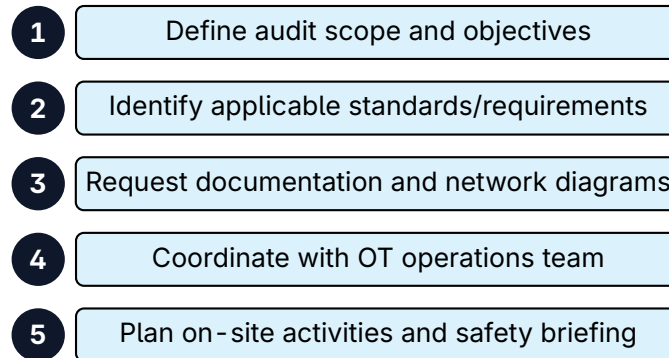 1 Define audit scope and objectives
2 Identify applicable standards/requirements
3 Request documentation and network diagrams
4 Coordinate with OT operations team
5 Plan on-site activities and safety briefing